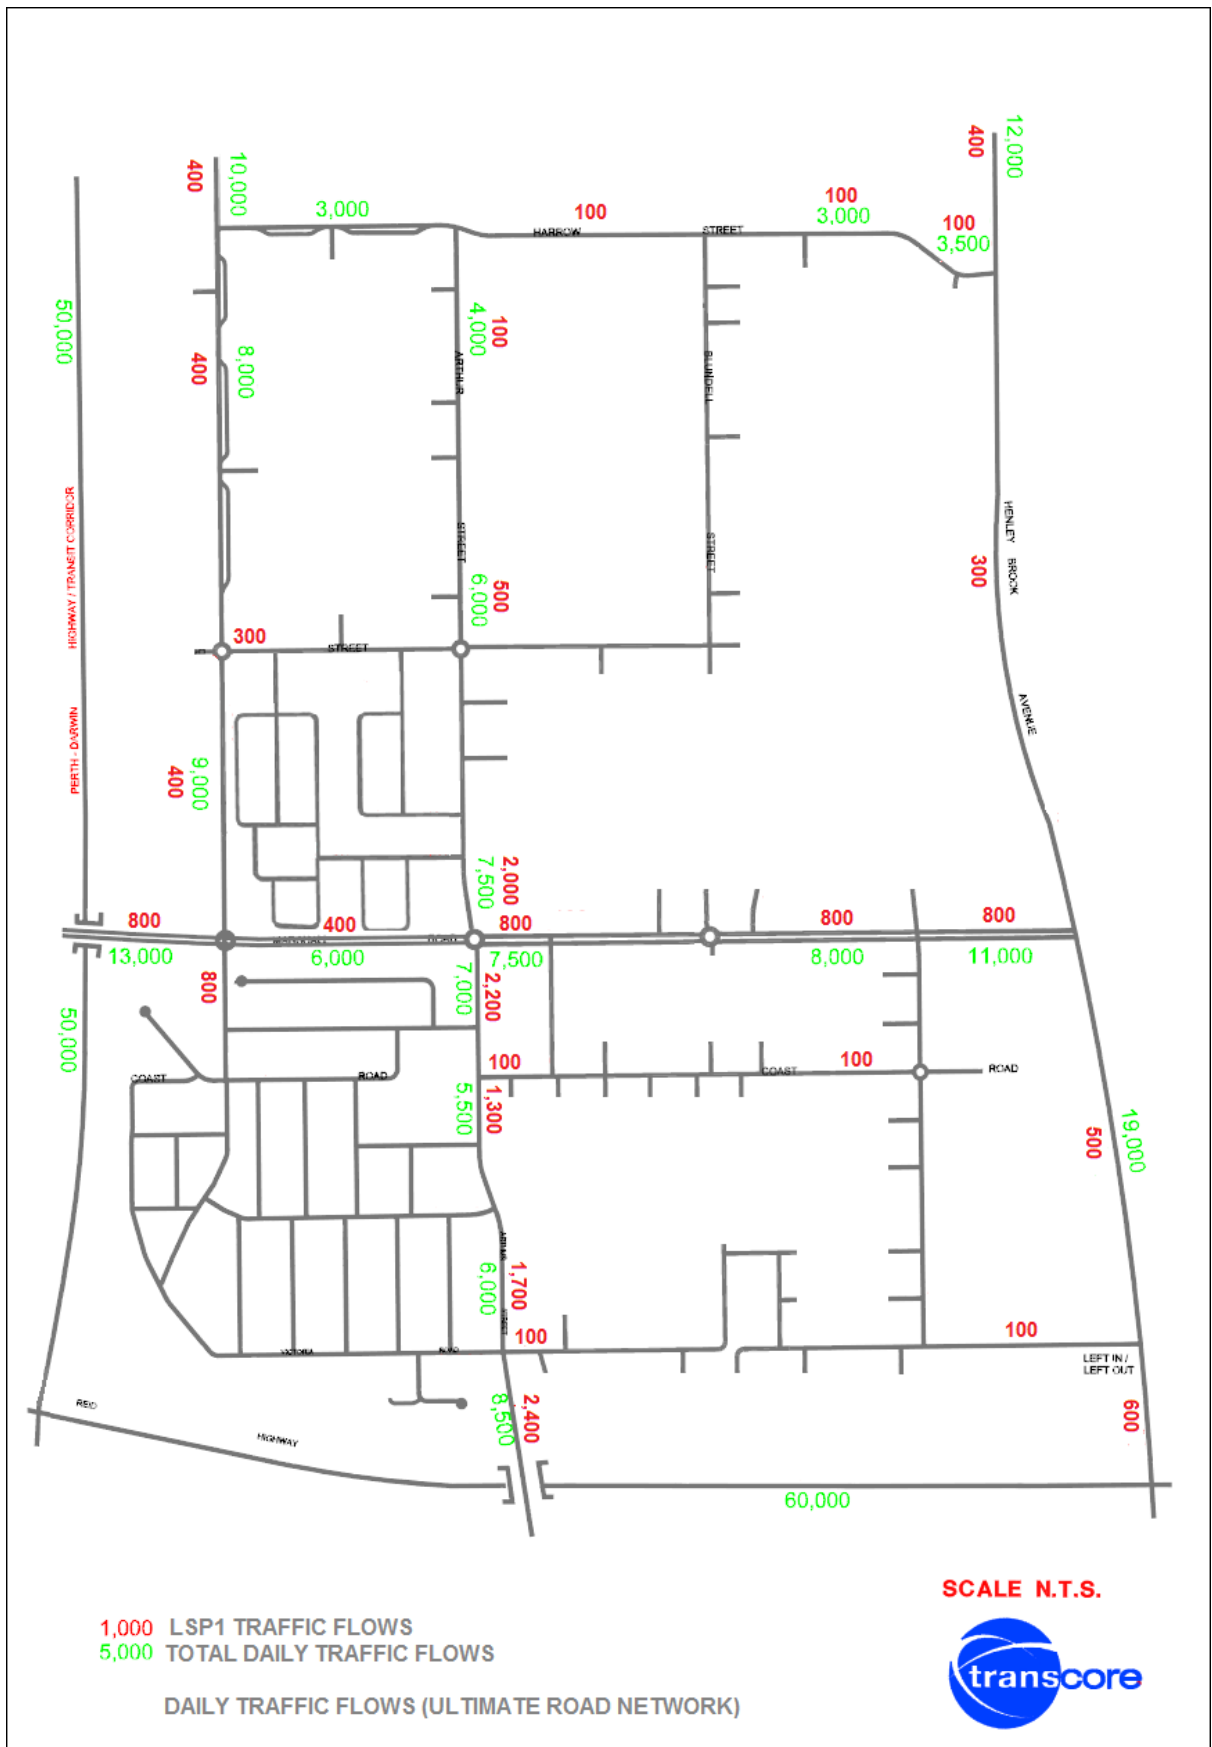 12,000
400
10,000
400
3,000
100
100
3,000
100
3,500
HARROW
STREET
50,000
4,000
100
ARTHUR
8,000
400
BLUNDELL
PERTH - DARWIN HIGHWAY / TRANSIT CORRIDOR
STREET
STREET
HENLEY BROOK AVENUE
300
6,000
500
300
STREET
9,000
400
2,000
7,500
800
400
800
800
800
ROAD
13,000
6,000
7,500
8,000
11,000
800
7,000
2,200
50,000
COAST
ROAD
100
COAST
100
ROAD
5,500
1,300
19,000
500
ARTHUR
6,000
1,700
STREET
100
100
VICTORIA
ROAD
LEFT IN /
LEFT OUT
8,500
2,400
600
REID
HIGHWAY
60,000
SCALE N.T.S.
1,000 LSP1 TRAFFIC FLOWS
5,000 TOTAL DAILY TRAFFIC FLOWS
transcore
DAILY TRAFFIC FLOWS (ULTIMATE ROAD NETWORK)